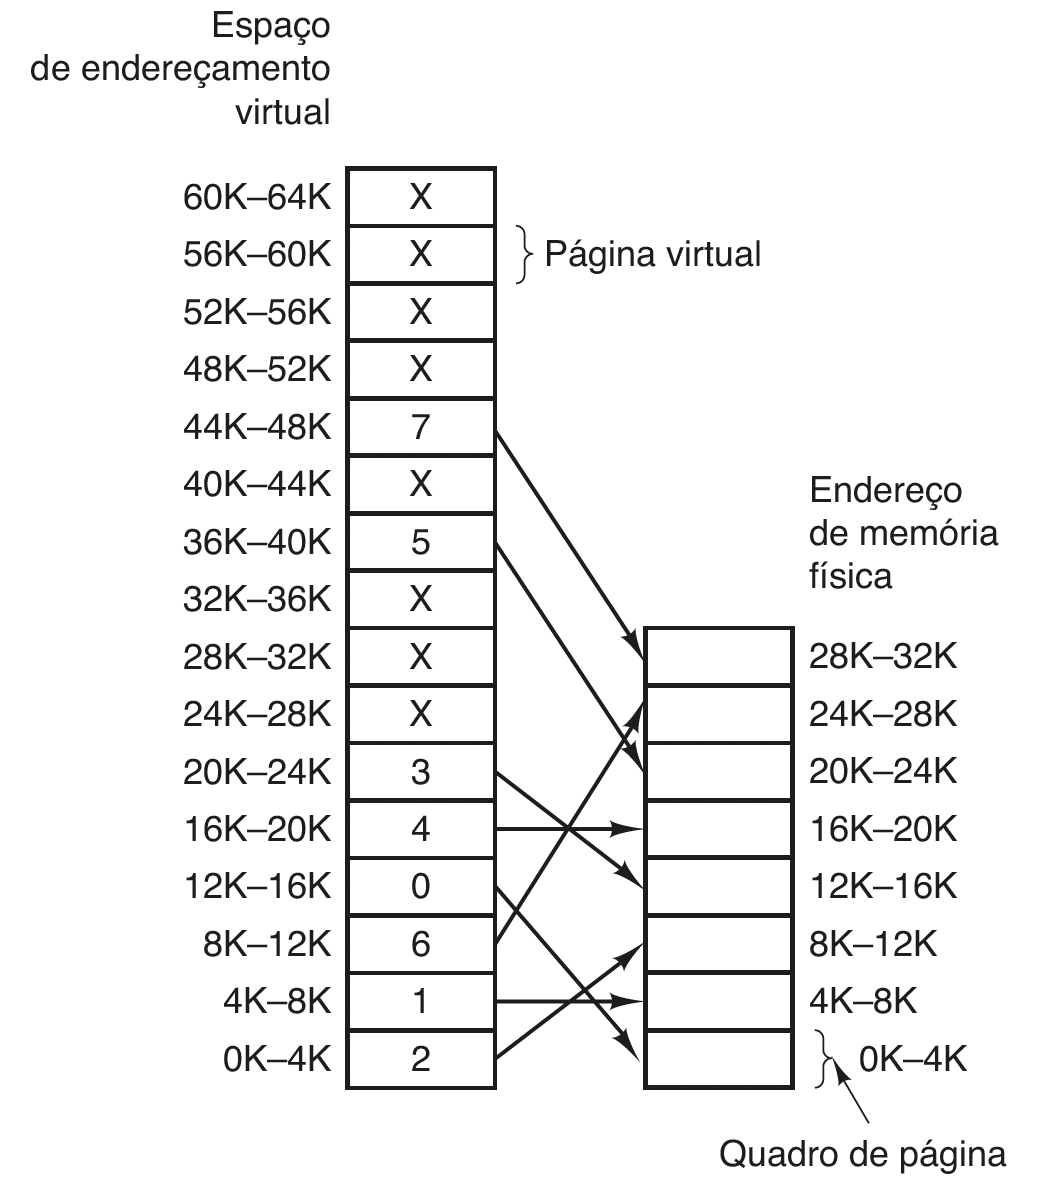 Espaço
de endereçamento
virtual
60K–64K X
56K–60K X Página virtual
52K–56K X
48K–52K X
44K–48K 7
40K–44K X
36K–40K 5
32K–36K X
28K–32K X
24K–28K X
20K–24K 3
16K–20K 4
12K–16K 0
8K–12K 6
4K–8K 1
0K–4K 2
Endereço
de memória
física
28K–32K
24K–28K
20K–24K
16K–20K
12K–16K
8K–12K
4K–8K
0K–4K
Quadro de página